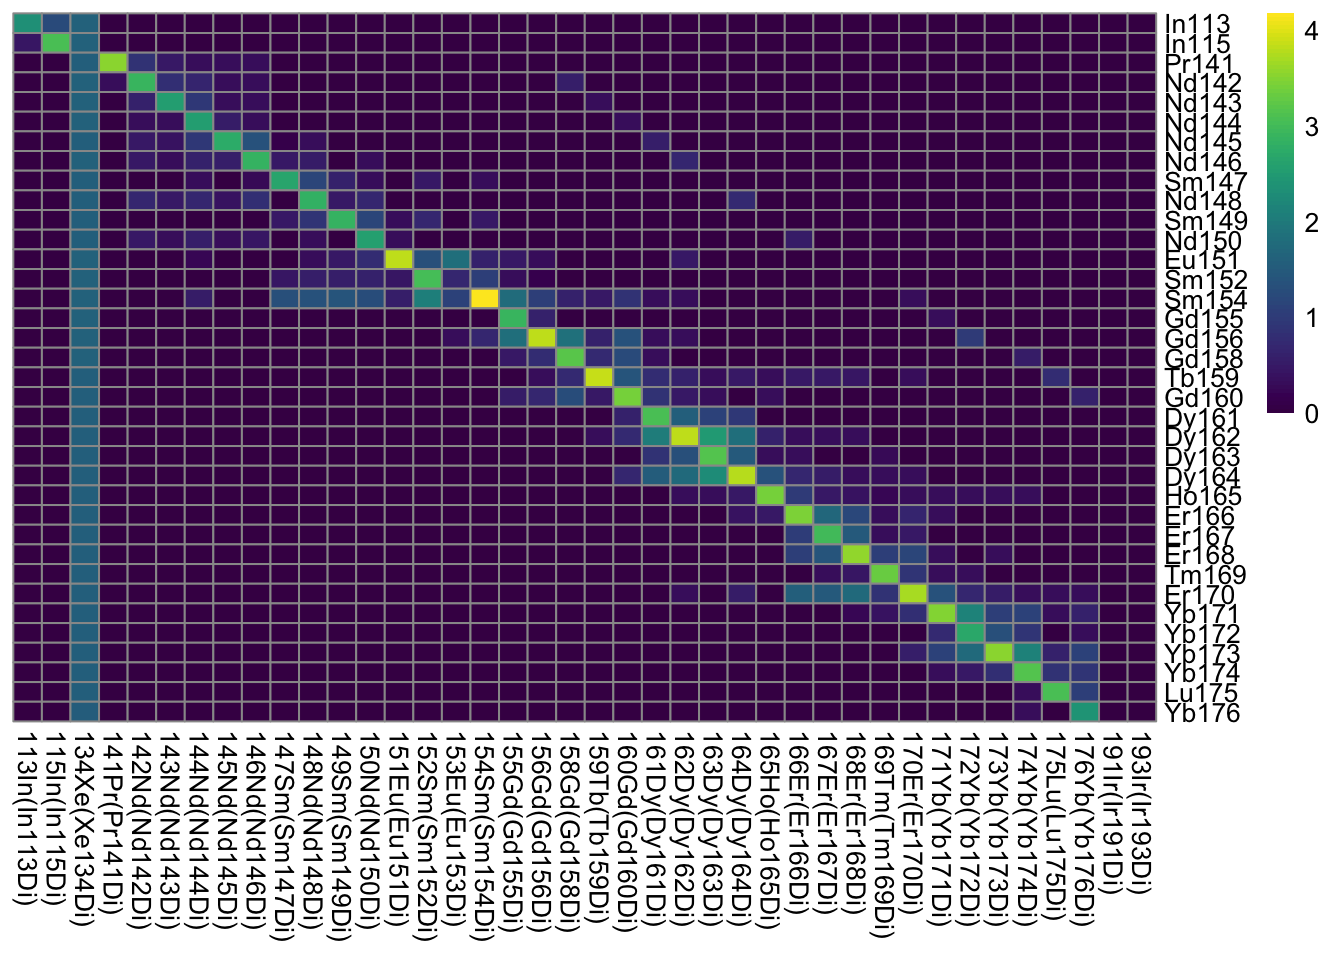 In113
In115
Pr141
Nd142
Nd143
Nd144
Nd145
Nd146
Sm147
Nd148
Sm149
Nd150
Eu151
Sm152
Sm154
Gd155
Gd156
Gd158
Tb159
Gd160
Dy161
Dy162
Dy163
Dy164
Ho165
Er166
Er167
Er168
Tm169
Er170
Yb171
Yb172
Yb173
Yb174
Lu175
Yb176
4
3
2
1
0
113In(In113Di)
115In(In115Di)
134Xe(Xe134Di)
141Pr(Pr141Di)
142Nd(Nd142Di)
143Nd(Nd143Di)
144Nd(Nd144Di)
145Nd(Nd145Di)
146Nd(Nd146Di)
147Sm(Sm147Di)
148Nd(Nd148Di)
149Sm(Sm149Di)
150Nd(Nd150Di)
151Eu(Eu151Di)
152Sm(Sm152Di)
153Eu(Eu153Di)
154Sm(Sm154Di)
155Gd(Gd155Di)
156Gd(Gd156Di)
158Gd(Gd158Di)
159Tb(Tb159Di)
160Gd(Gd160Di)
161Dy(Dy161Di)
162Dy(Dy162Di)
163Dy(Dy163Di)
164Dy(Dy164Di)
165Ho(Ho165Di)
166Er(Er166Di)
167Er(Er167Di)
168Er(Er168Di)
169Tm(Tm169Di)
170Er(Er170Di)
171Yb(Yb171Di)
172Yb(Yb172Di)
173Yb(Yb173Di)
174Yb(Yb174Di)
175Lu(Lu175Di)
176Yb(Yb176Di)
191Ir(Ir191Di)
193Ir(Ir193Di)